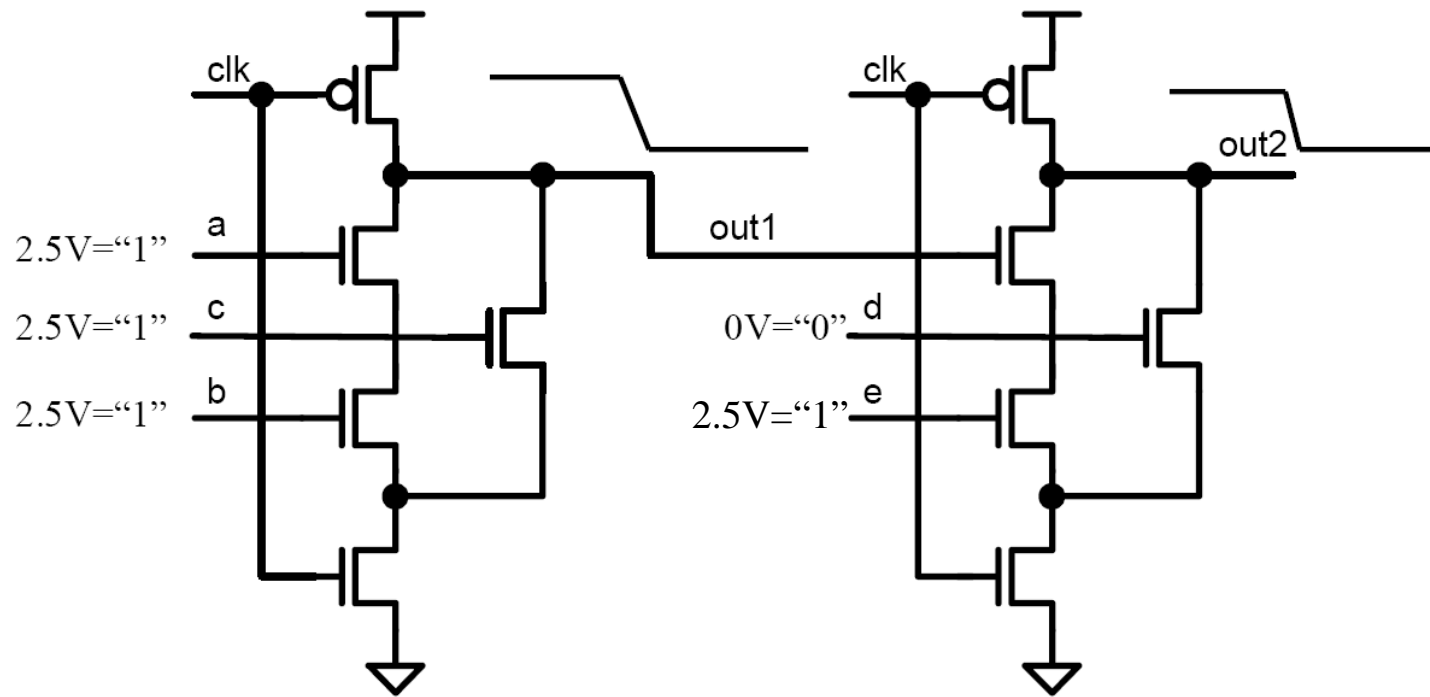 clk
clk
out2
a
2.5V=“1”
out1
c
2.5V=“1”
0V=“0”
d
b
2.5V=“1”
2.5V=“1”
e